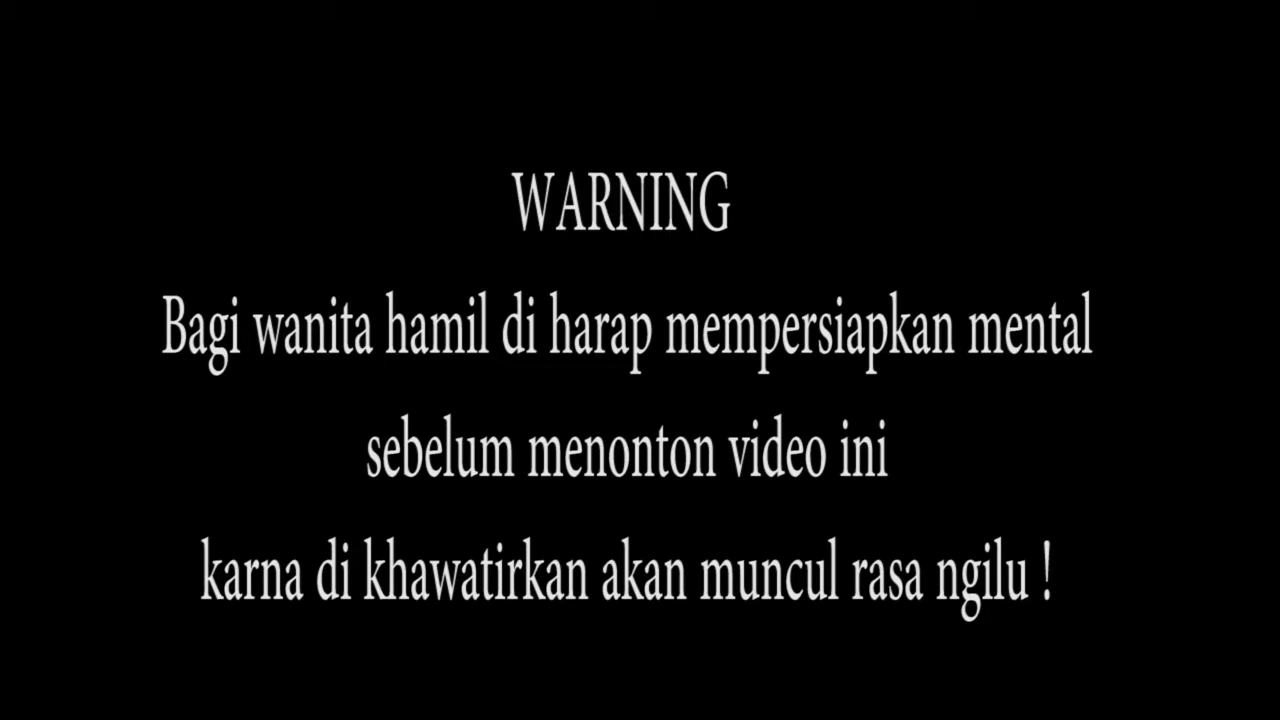 WARNING
Bagi wanita hamil di harap mempersiapkan mental
sebelum menonton video ini
karna di khawatirkan akan muncul rasa ngilu !